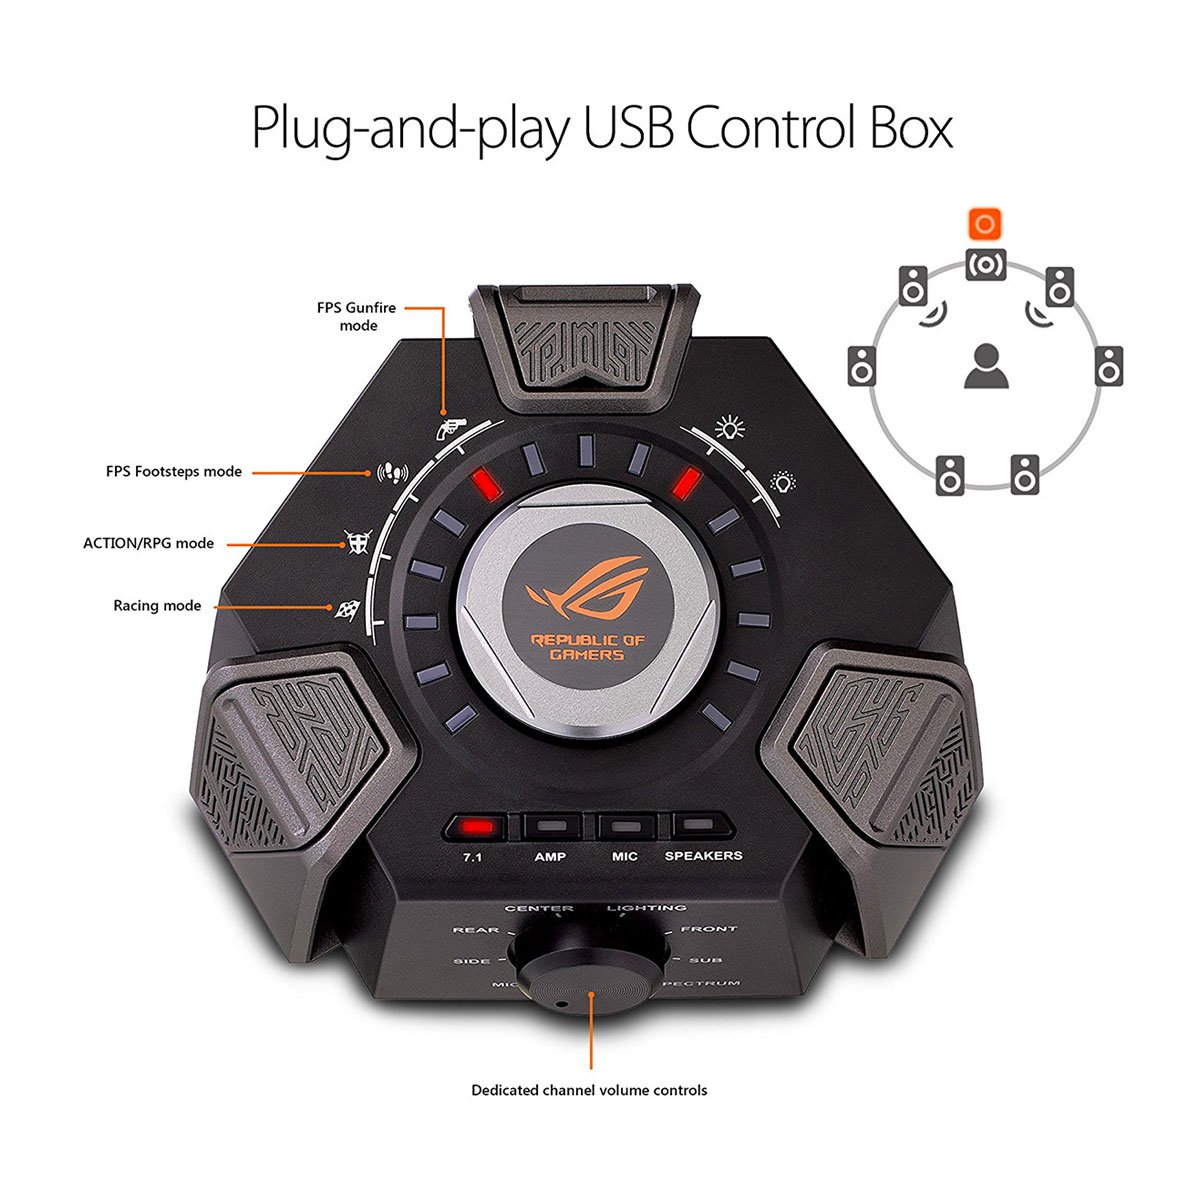 Plug-and-play USB Control Box
FPS Gunfire
mode
FPS Footsteps mode
ACTION/RPG mode
Racing mode
REPUBLIC OF
GAMERS
7.1 AMP MIC SPEAKERS
CENTER LIGHTING
REAR FRONT
SIDE SUB
Dedicated channel volume controls